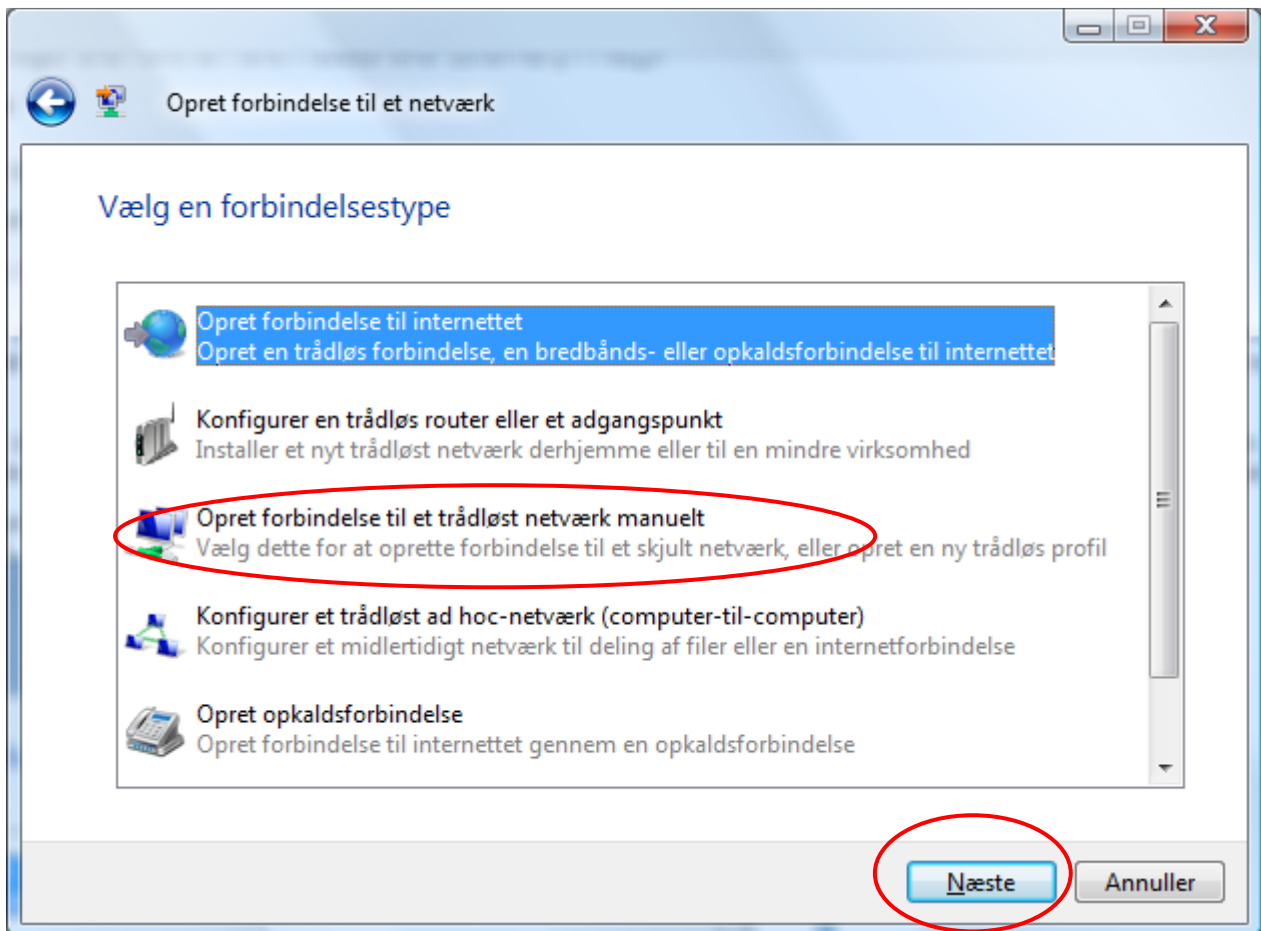 Opret forbindelse til et netværk
Vælg en forbindelsestype
Opret forbindelse til internettet
Opret en trådløs forbindelse, en bredbånds- eller opkaldsforbindelse til internettet
Konfigurer en trådløs router eller et adgangspunkt
Installer et nyt trådløst netværk derhjemme eller til en mindre virksomhed
Opret forbindelse til et trådløst netværk manuelt
Vælg dette for at oprette forbindelse til et skjult netværk, eller opret en ny trådløs profil
Konfigurer et trådløst ad hoc-netværk (computer-til-computer)
Konfigurer et midlertidigt netværk til deling af filer eller en internetforbindelse
Opret opkaldsforbindelse
Opret forbindelse til internettet gennem en opkaldsforbindelse
Næste
Annuller